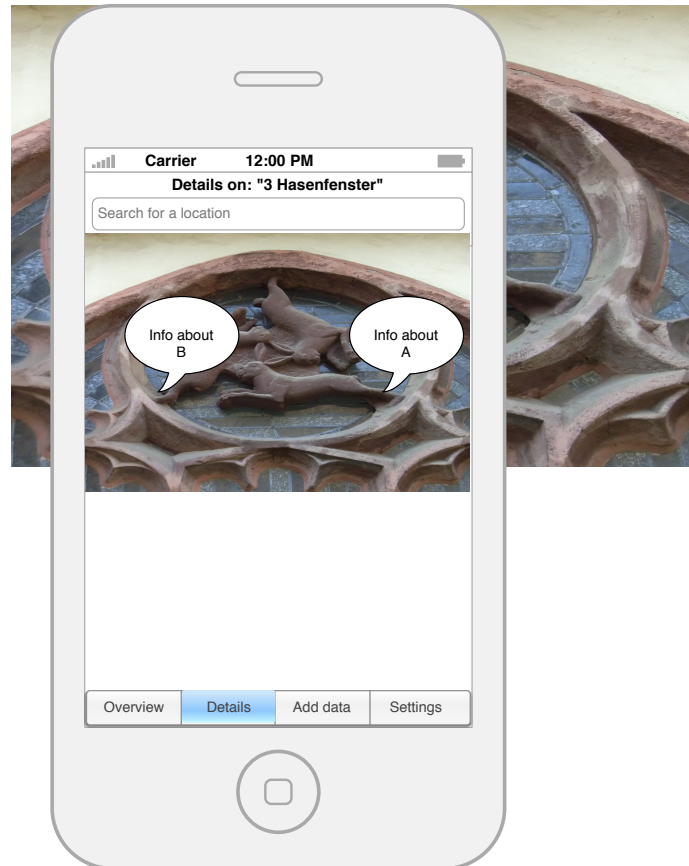 Carrier 12:00 PM
Details on: "3 Hasenfenster"
Search for a location
Info about
B
Info about
A
Overview Details Add data Settings